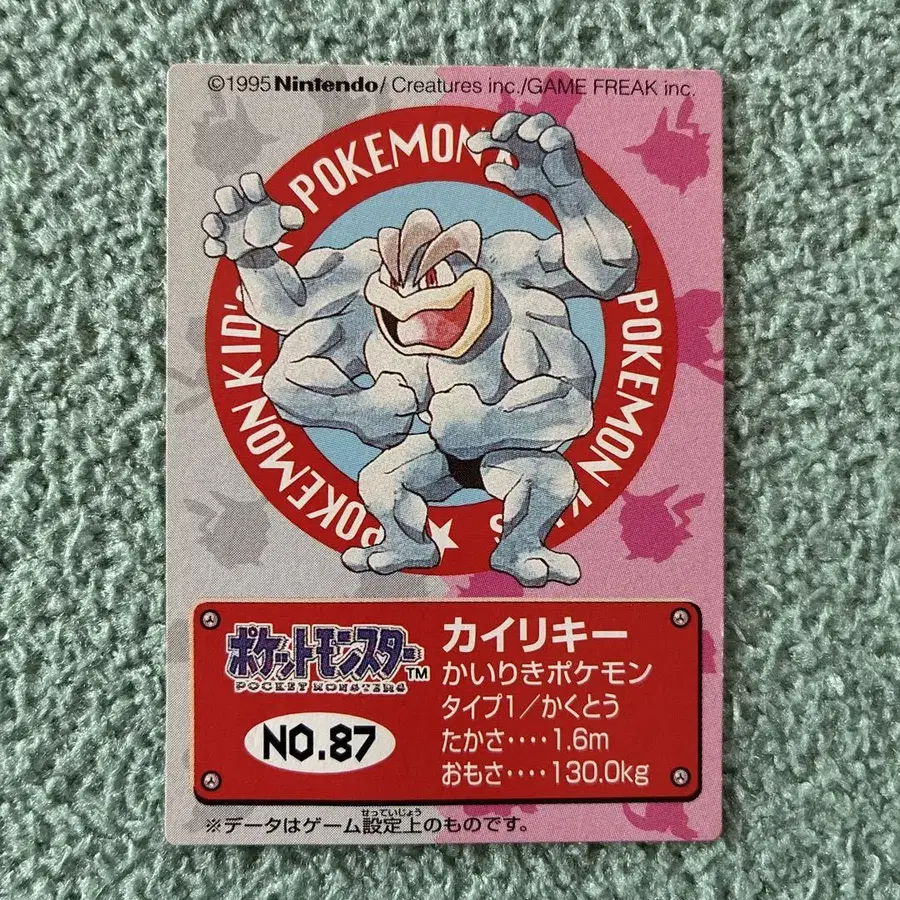 ©1995 Nintendo/ Creatures inc./GAME FREAK inc.
POKEMON KID'
POKEMON
POKEMON K
S
ポケットモンスター™
POCKET MONSTERS
NO.87
カイリキー
かいりきポケモン
タイプ1／かくとう
たかさ‥‥1.6m
おもさ‥‥130.0kg
せっていじょう
※データはゲーム設定上のものです。